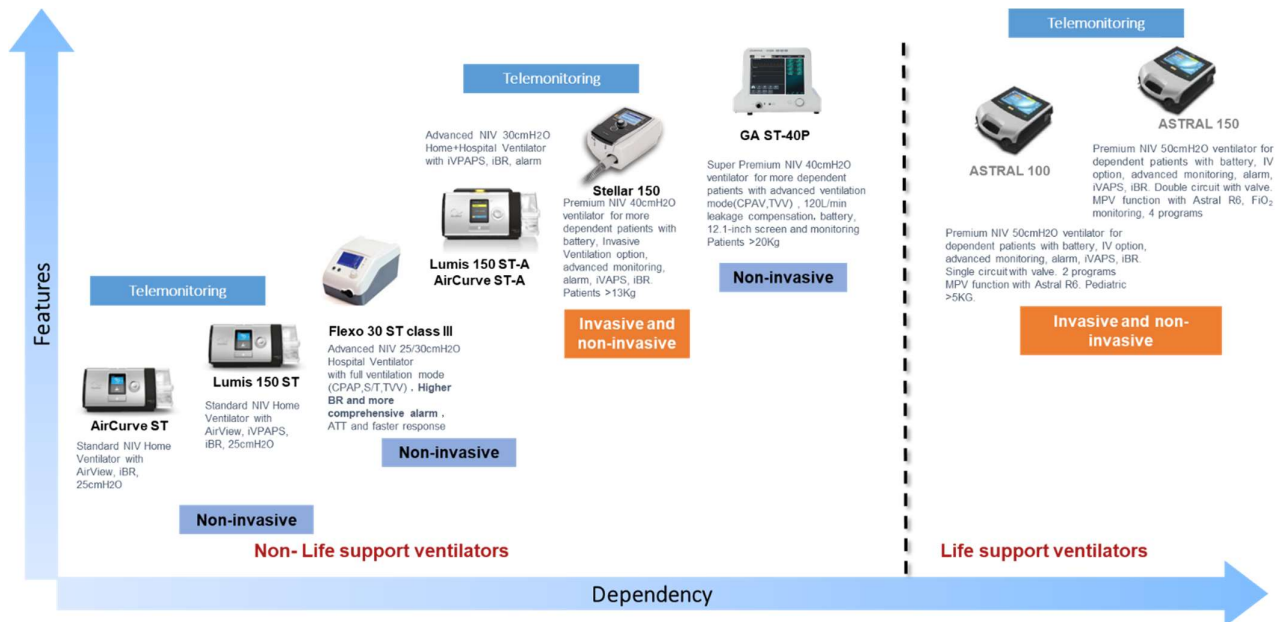 Features
Telemonitoring
AirCurve ST
Standard NIV Home
Ventilator with
AirView, iBR,
25cmH2O
Lumis 150 ST
Standard NIV Home
Ventilator with
AirView, iVPAPS,
iBR, 25cmH2O
Non-invasive
Flexo 30 ST class III
Advanced NIV 25/30cmH2O
Hospital Ventilator
with full ventilation mode
(CPAP,S/T,TVV) . Higher
BR and more
comprehensive alarm .
ATT and faster response
Non-invasive
Telemonitoring
Advanced NIV 30cmH2O
Home+Hospital Ventilator
with iVPAPS, iBR, alarm
Lumis 150 ST-A
AirCurve ST-A
Stellar 150
Premium NIV 40cmH2O
ventilator for more
dependent patients with
battery, Invasive
Ventilation option,
advanced monitoring,
alarm, iVAPS, iBR.
Patients >13Kg
Invasive and
non-invasive
GA ST-40P
Super Premium NIV 40cmH2O
ventilator for more dependent
patients with advanced ventilation
mode(CPAV,TVV) , 120L/min
leakage compensation. battery,
12.1-inch screen and monitoring
Patients >20Kg
Non-invasive
Non- Life support ventilators
Telemonitoring
ASTRAL 100
Premium NIV 50cmH2O ventilator for
dependent patients with battery, IV option,
advanced monitoring, alarm, iVAPS, iBR.
Single circuit with valve. 2 programs
MPV function with Astral R6. Pediatric
>5KG.
ASTRAL 150
Premium NIV 50cmH2O ventilator for
dependent patients with battery, IV
option, advanced monitoring, alarm,
iVAPS, iBR. Double circuit with valve.
MPV function with Astral R6, FiO₂
monitoring, 4 programs
Invasive and non-
invasive
Life support ventilators
Dependency